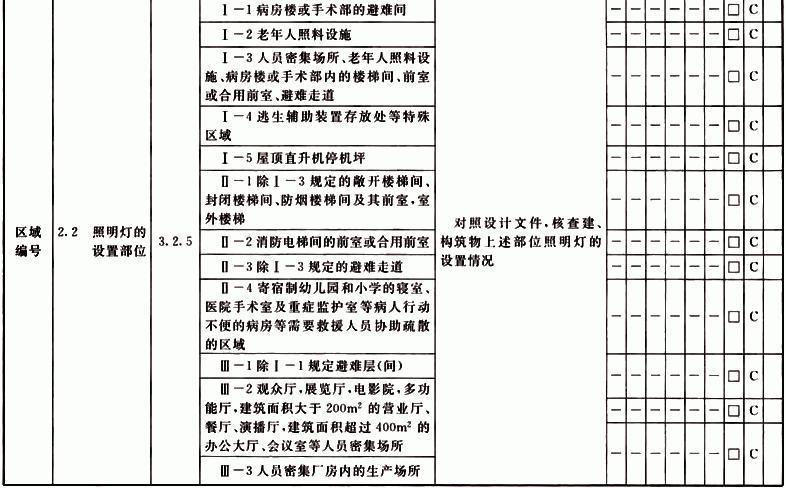 Ⅰ－1 病房楼或手术部的避难间
－ － － － － － □ C
Ⅰ－2 老年人照料设施
－ － － － － － □ C
Ⅰ－3 人员密集场所、老年人照料设
施、病房楼或手术部内的楼梯间、前室
或合用前室、避难走道
－ － － － － － □ C
Ⅰ－4 逃生辅助装置存放处等特殊
区域
－ － － － － － □ C
Ⅰ－5 屋顶直升机停机坪
－ － － － － － □ C
Ⅱ－1 除Ⅰ－3 规定的敞开楼梯间、
封闭楼梯间、防烟楼梯间及其前室,室
外楼梯
－ － － － － － □ C
区域
编号
2.2 照明灯的
设置部位
3.2.5
对照设计文件,核查建、
构筑物上述部位照明灯的
设置情况
Ⅱ－2 消防电梯间的前室或合用前室
－ － － － － － □ C
Ⅱ－3 除Ⅰ－3 规定的避难走道
－ － － － － － □ C
Ⅱ－4 寄宿制幼儿园和小学的寝室、
医院手术室及重症监护室等病人行动
不便的病房等需要救援人员协助疏散
的区域
－ － － － － － □ C
Ⅲ－1 除Ⅰ－1 规定避难层(间)
－ － － － － － □ C
Ⅲ－2 观众厅,展览厅,电影院,多功
能厅,建筑面积大于 200m² 的营业厅、
餐厅、演播厅,建筑面积超过 400m² 的
办公大厅、会议室等人员密集场所
－ － － － － － □ C
Ⅲ－3 人员密集厂房内的生产场所
－ － － － － － □ C